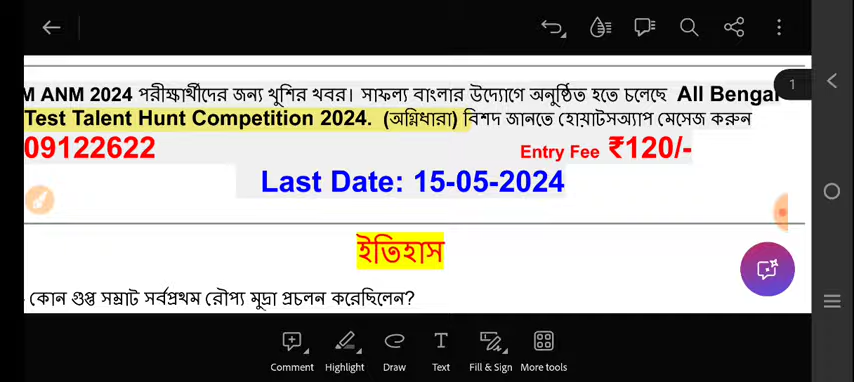 M ANM 2024 পরীক্ষার্থীদের জন্য খুশির খবর। সাফল্য বাংলার উদ্যোগে অনুষ্ঠিত হতে চলেছে All Bengal
Test Talent Hunt Competition 2024. (অগ্নিধারা) বিশদ জানতে হোয়াটসঅ্যাপ মেসেজ করুন
09122622 Entry Fee ₹120/-
Last Date: 15-05-2024
1
ইতিহাস
কোন গুপ্ত সম্রাট সর্বপ্রথম রৌপ্য মুদ্রা প্রচলন করেছিলেন?
Comment Highlight Draw Text Fill & Sign More tools